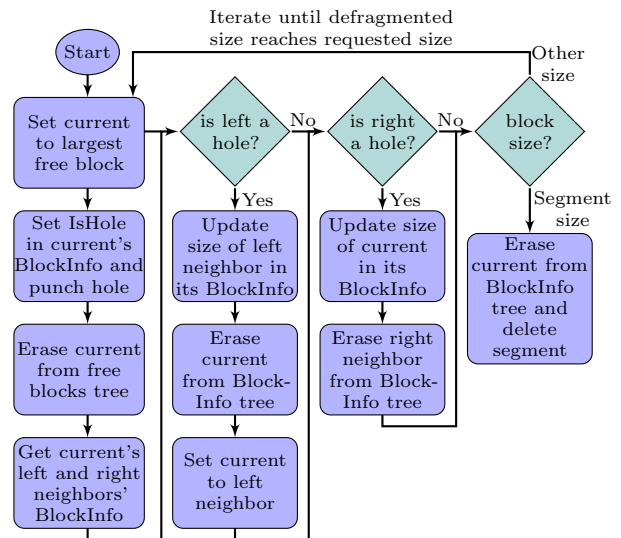 Iterate until defragmented
size reaches requested size
Start
Other
size
Set current
to largest
free block
is left a
hole?
No
is right
a hole?
No
block
size?
Yes
Yes
Segment
size
Set IsHole
in current's
BlockInfo and
punch hole
Update
size of left
neighbor in
its BlockInfo
Update size
of current
in its
BlockInfo
Erase
current from
BlockInfo
tree and
delete
segment
Erase current
from free
blocks tree
Erase
current
from Block-
Info tree
Erase right
neighbor
from Block-
Info tree
Get current's
left and right
neighbors'
BlockInfo
Set current
to left
neighbor